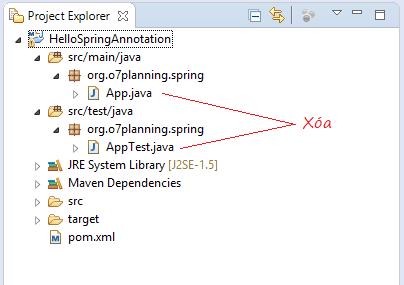 Project Explorer
HelloSpringAnnotation
src/main/java
org.o7planning.spring
App.java
src/test/java
org.o7planning.spring
AppTest.java
Xóa
JRE System Library [J2SE-1.5]
Maven Dependencies
src
target
pom.xml